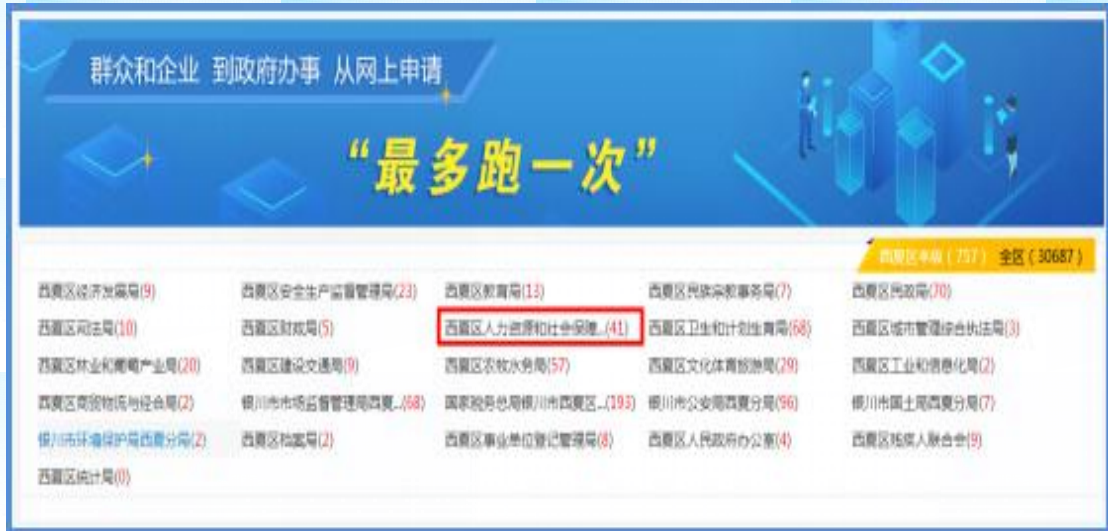 群众和企业 到政府办事 从网上申请
“最多跑一次”
西夏区本级(757) 全区(30687)
西夏区经济发展局(9) 西夏区安全生产监督管理局(23) 西夏区教育局(13) 西夏区民族宗教事务局(7) 西夏区民政局(70)
西夏区司法局(10) 西夏区财政局(5) 西夏区人力资源和社会保障...(41) 西夏区卫生和计划生育局(68) 西夏区城市管理综合执法局(3)
西夏区林业和葡萄产业局(20) 西夏区建设交通局(9) 西夏区农牧水务局(57) 西夏区文化体育旅游局(29) 西夏区工业和信息化局(2)
西夏区商贸物流与经合局(2) 银川市市场监督管理局西夏...(68) 国家税务总局银川市西夏区...(193) 银川市公安局西夏分局(96) 银川市国土局西夏分局(7)
银川市环境保护局西夏分局(2) 西夏区档案局(2) 西夏区事业单位登记管理局(8) 西夏区人民政府办公室(4) 西夏区残疾人联合会(9)
西夏区统计局(0)